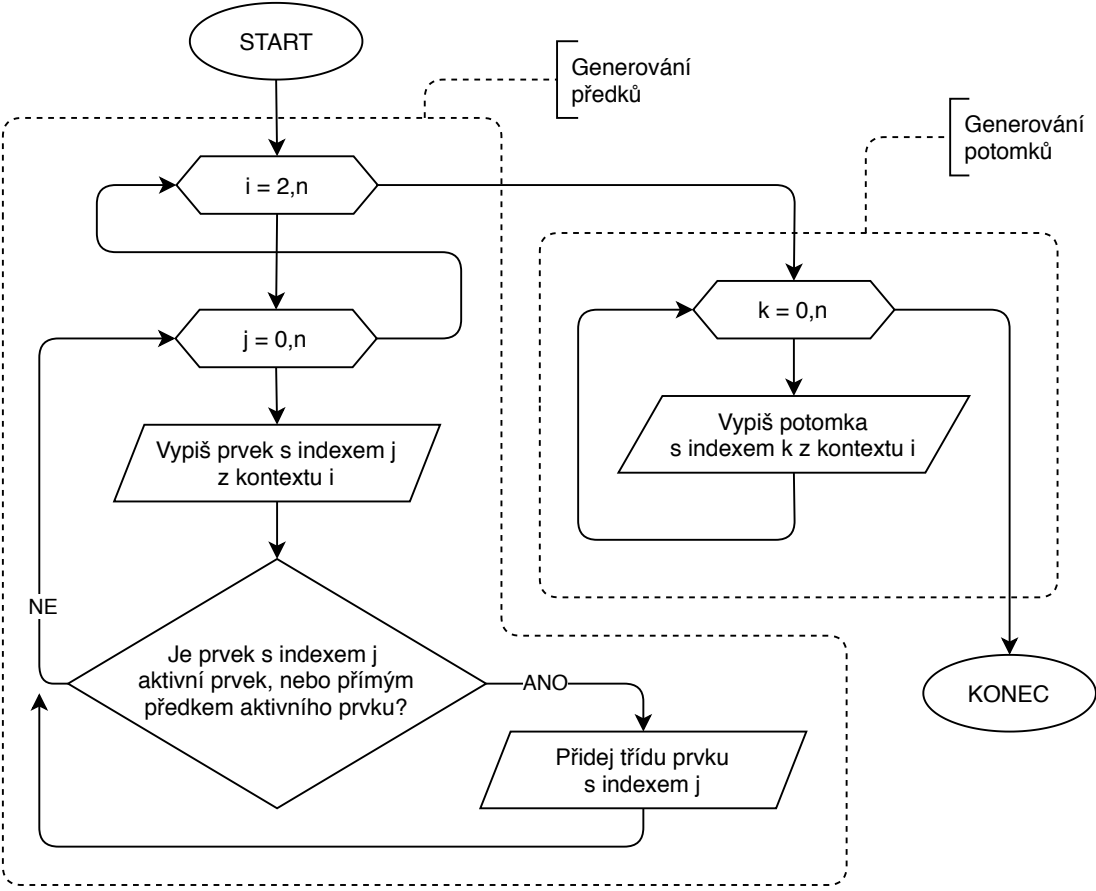 START
Generování
předků
Generování
potomků
i = 2,n
j = 0,n
k = 0,n
Vypiš prvek s indexem j
z kontextu i
Vypiš potomka
s indexem k z kontextu i
NE
Je prvek s indexem j
aktivní prvek, nebo přímým
předkem aktivního prvku?
ANO
KONEC
Přidej třídu prvku
s indexem j